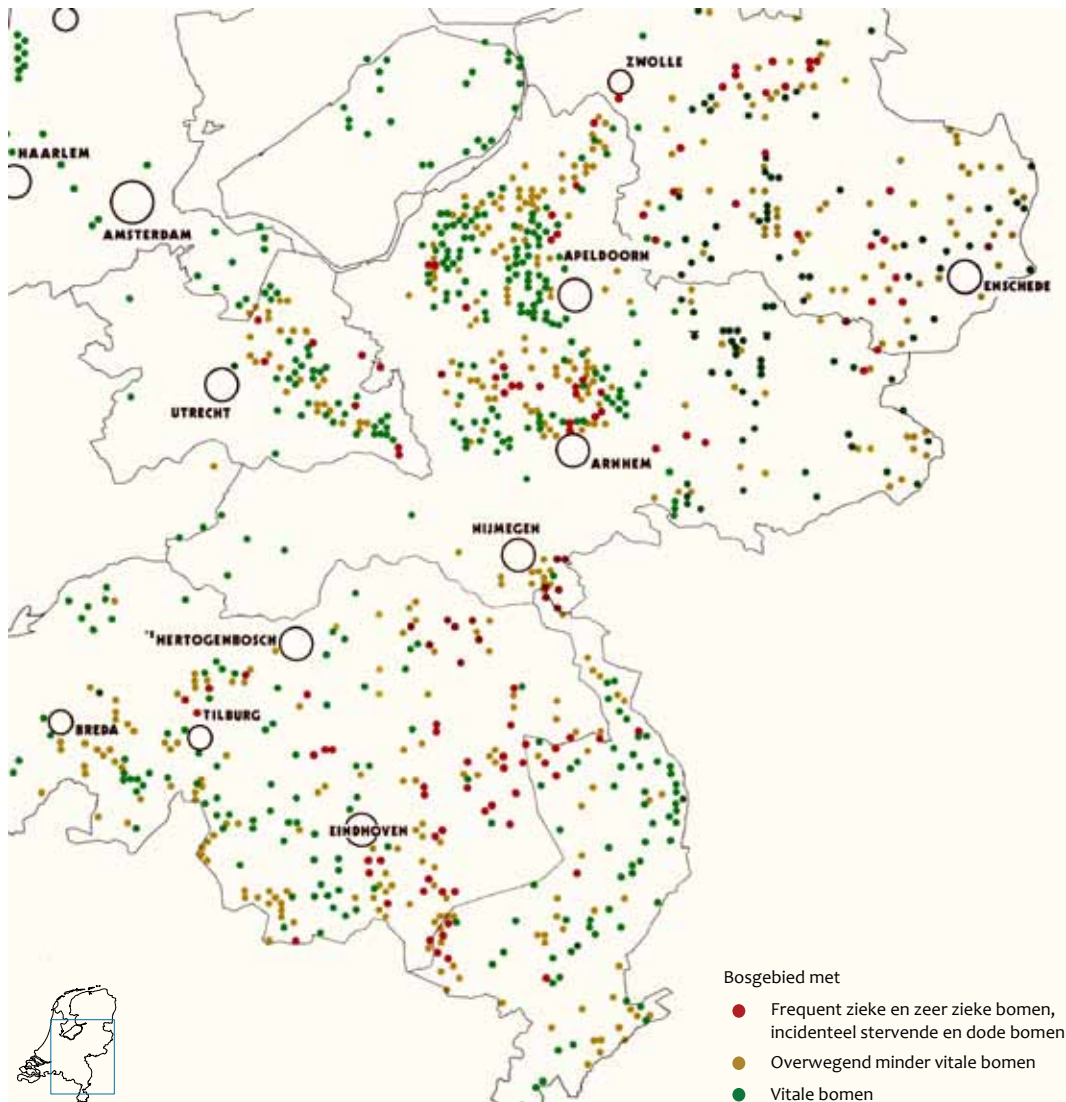 ZWOLLE
HAARLEM
AMSTERDAM
APELDOORN
ENSCHEDE
UTRECHT
ARNHEM
NIJMEGEN
'sHERTOGENBOSCH
TILBURG
BREDA
EINDHOVEN
Bosgebied met
Frequent zieke en zeer zieke bomen,
incidenteel stervende en dode bomen
Overwegend minder vitale bomen
Vitale bomen